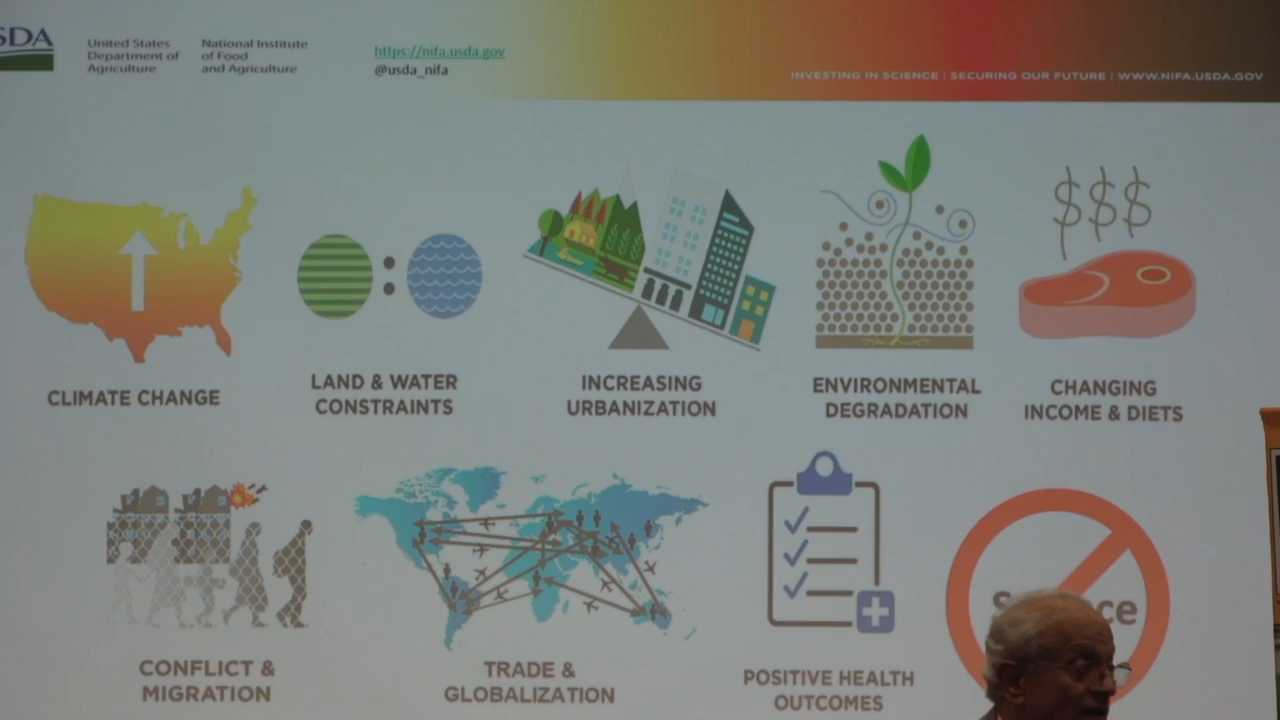 United States
Department of
Agriculture
National Institute
of Food
and Agriculture
https://nifa.usda.gov
@usda_nifa
INVESTING IN SCIENCE | SECURING OUR FUTURE | WWW.NIFA.USDA.GOV
$$$
CLIMATE CHANGE
LAND & WATER
CONSTRAINTS
INCREASING
URBANIZATION
ENVIRONMENTAL
DEGRADATION
CHANGING
INCOME & DIETS
CONFLICT &
MIGRATION
TRADE &
GLOBALIZATION
POSITIVE HEALTH
OUTCOMES